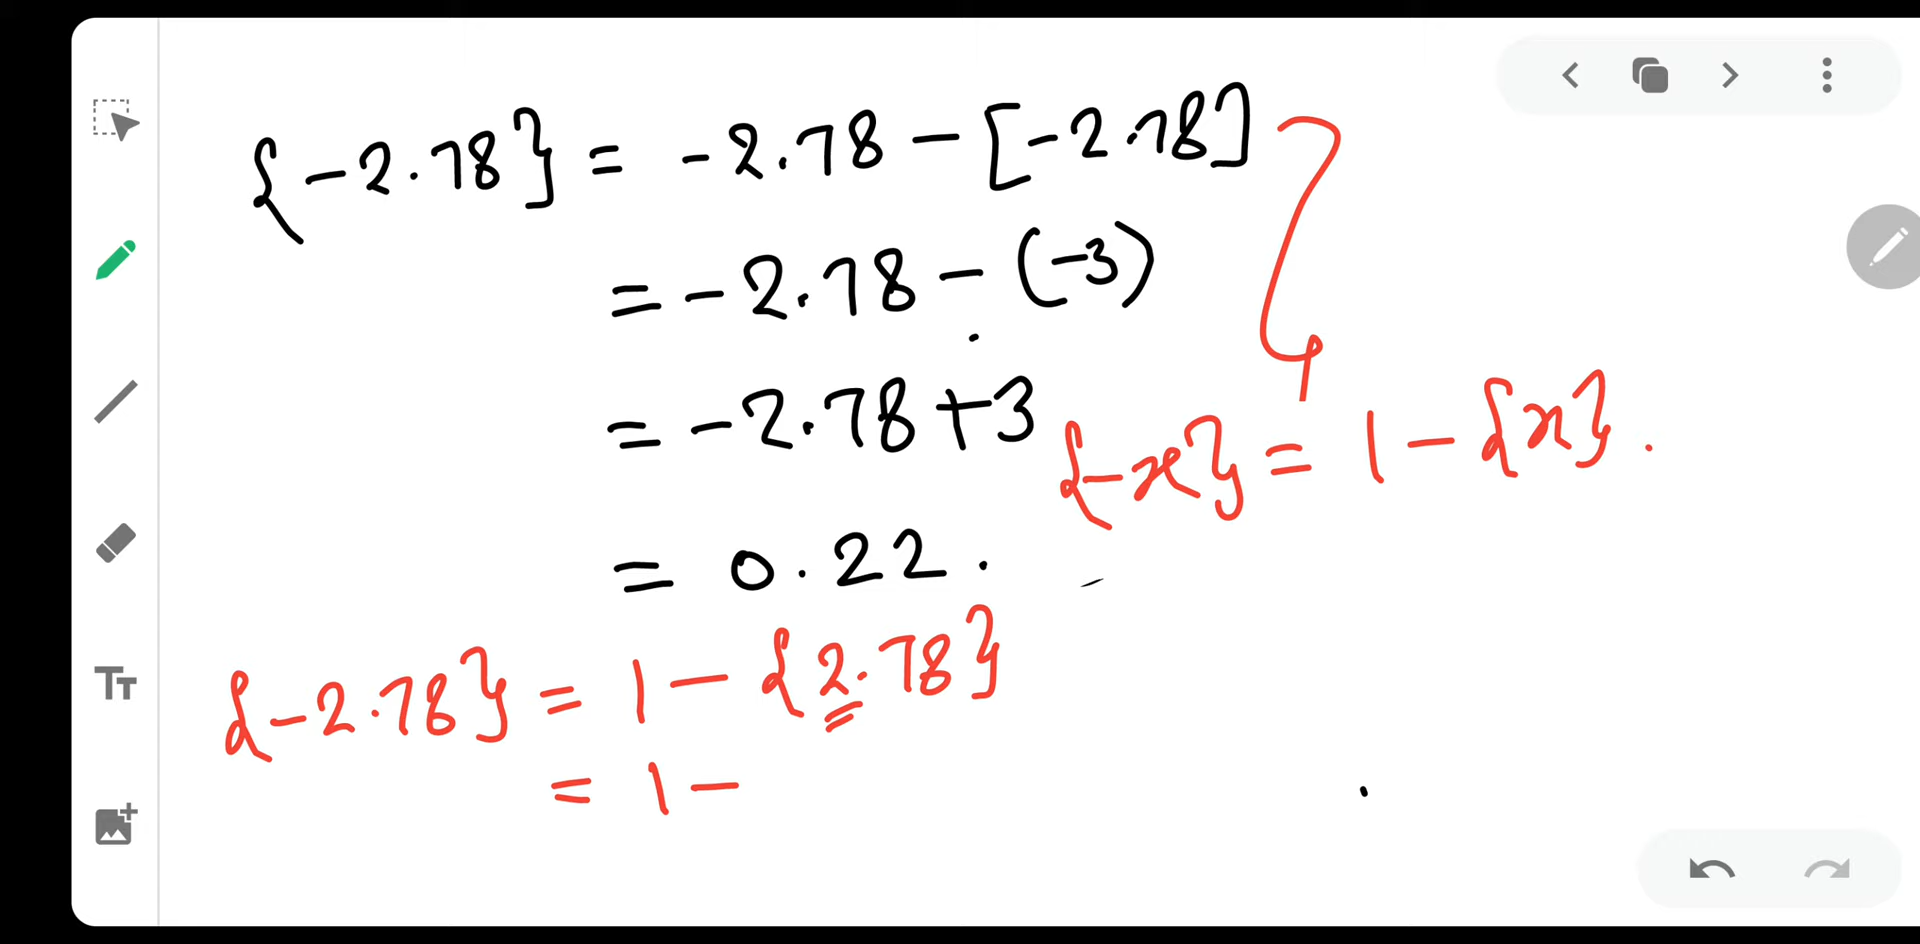 {-2.78} = -2.78 - [-2.78]
= -2.78 - (-3)
= -2.78 + 3
{-x} = 1 - {x}.
= 0.22.
{-2.78} = 1 - {2.78}
= 1 -
TT